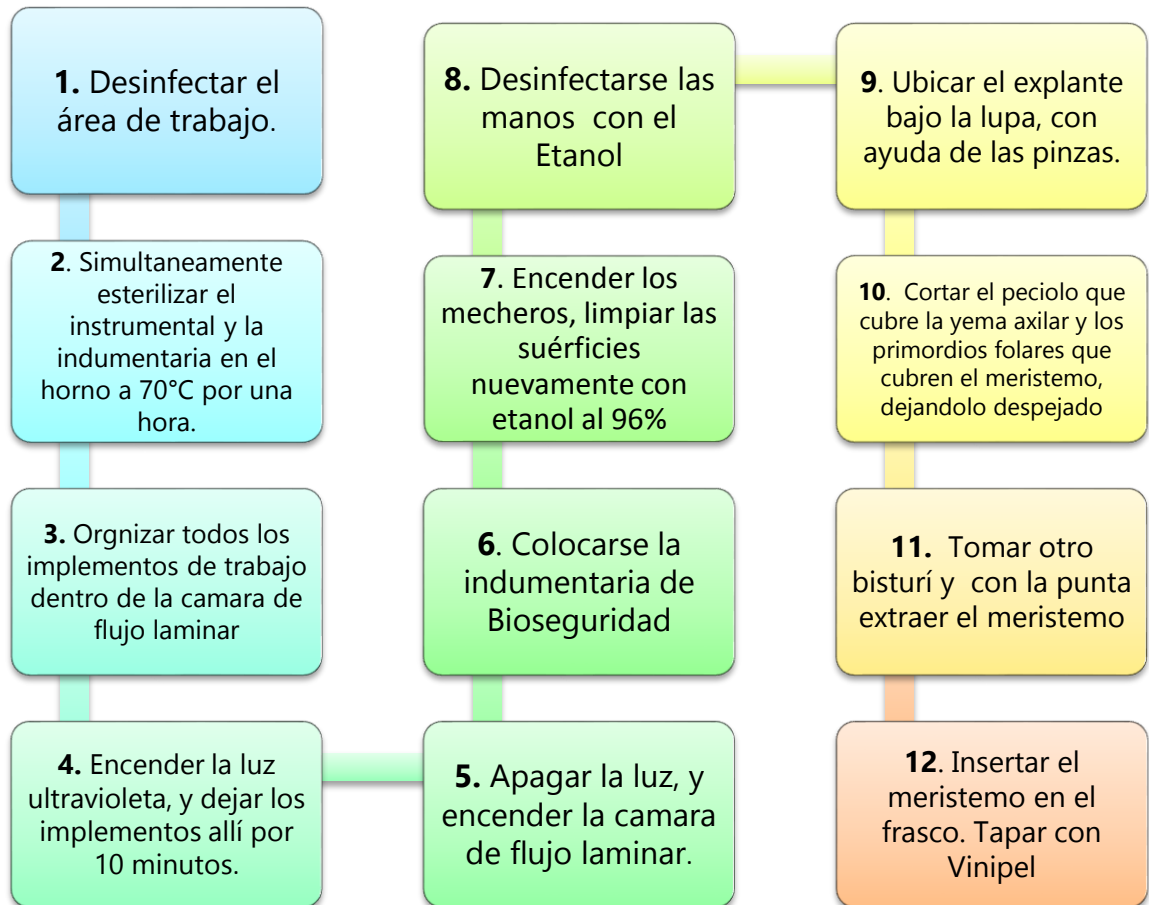 1. Desinfectar el
área de trabajo.
2. Simultaneamente
esterilizar el
instrumental y la
indumentaria en el
horno a 70°C por una
hora.
3. Orgnizar todos los
implementos de trabajo
dentro de la camara de
flujo laminar
4. Encender la luz
ultravioleta, y dejar los
implementos allí por
10 minutos.
5. Apagar la luz, y
encender la camara
de flujo laminar.
6. Colocarse la
indumentaria de
Bioseguridad
7. Encender los
mecheros, limpiar las
suérficies
nuevamente con
etanol al 96%
8. Desinfectarse las
manos con el
Etanol
9. Ubicar el explante
bajo la lupa, con
ayuda de las pinzas.
10. Cortar el peciolo que
cubre la yema axilar y los
primordios folares que
cubren el meristemo,
dejandolo despejado
11. Tomar otro
bisturí y con la punta
extraer el meristemo
12. Insertar el
meristemo en el
frasco. Tapar con
Vinipel